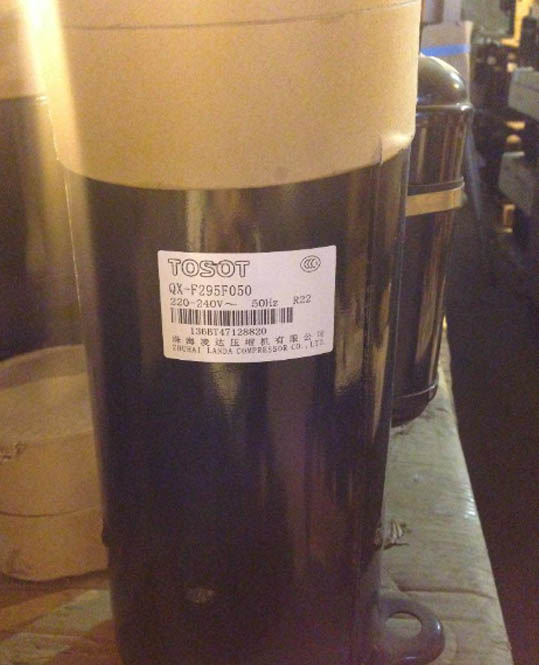 TOSOT
QX-F295F050
220-240V~ 50Hz R22
136BT47128820
珠海凌达压缩机有限公司
ZHUHAI LANDA COMPRESSOR CO.,LTD.